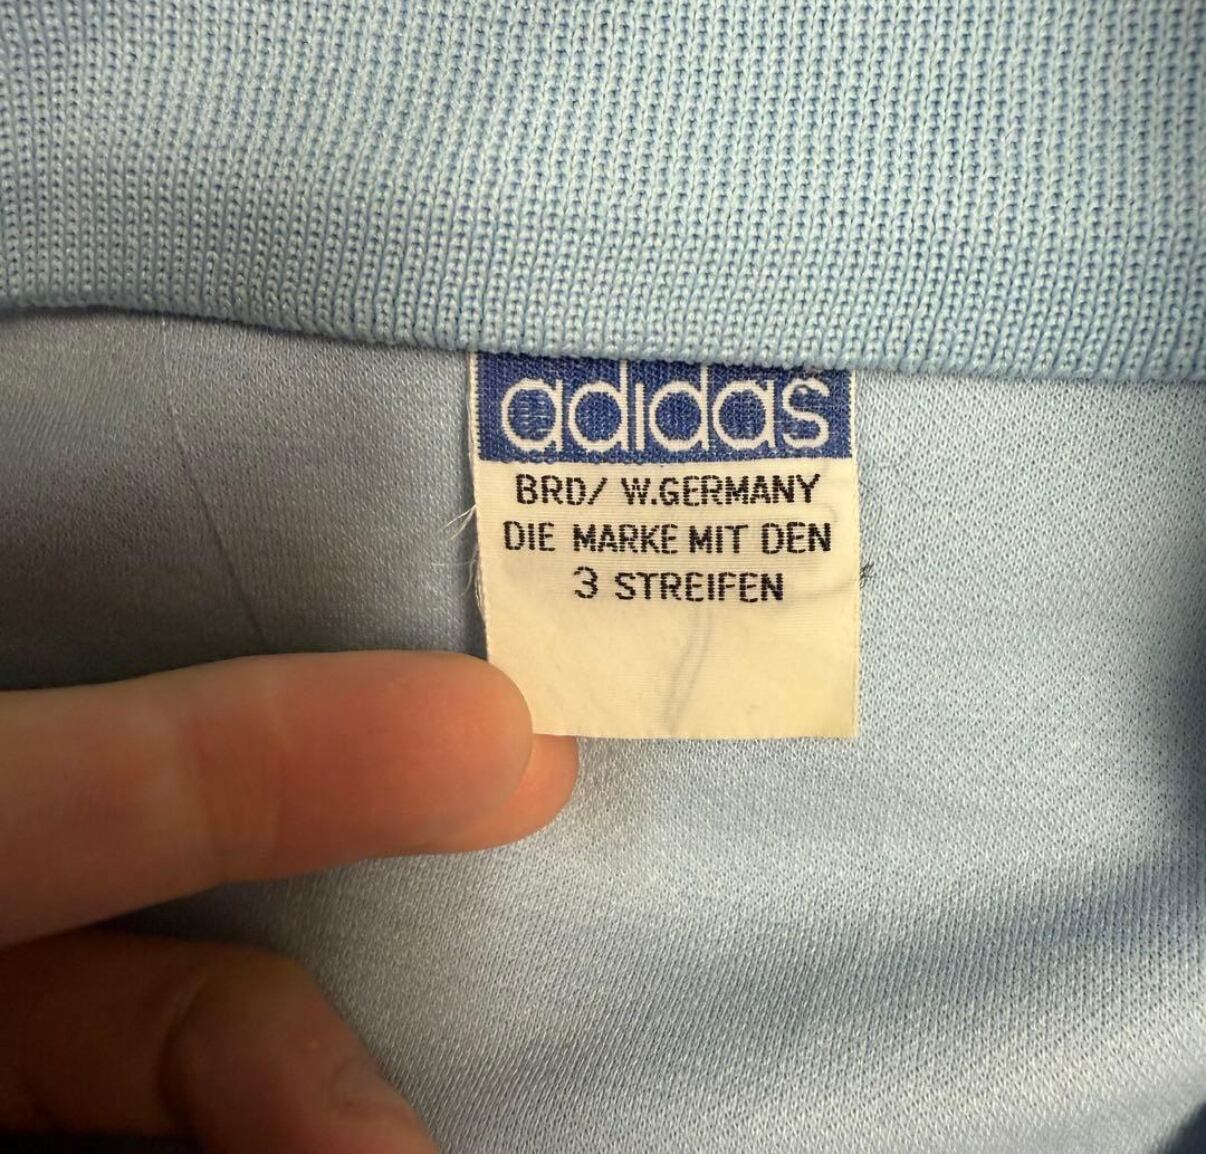 adidas
BRD/ W.GERMANY
DIE MARKE MIT DEN
3 STREIFEN